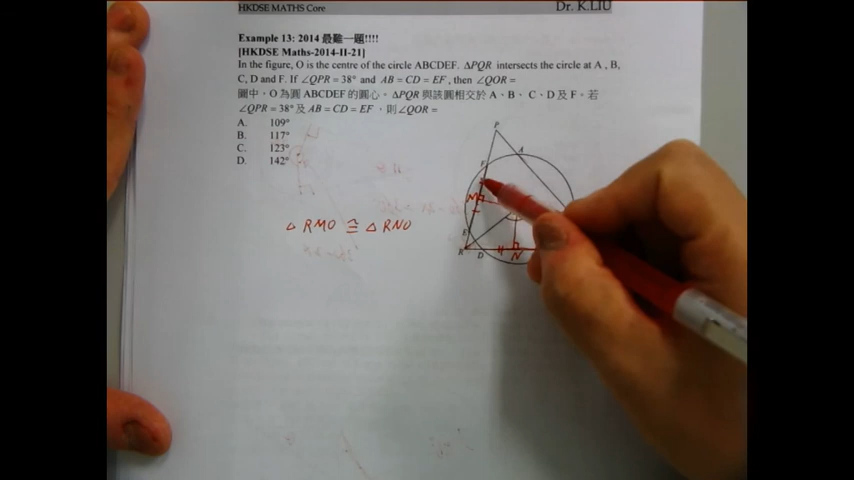 HKDSE MATHS Core
Dr. K.LIU
Example 13: 2014 最難一題!!!!
[HKDSE Maths-2014-II-21]
In the figure, O is the centre of the circle ABCDEF. ΔPQR intersects the circle at A, B,
C, D and F. If ∠QPR = 38° and AB = CD = EF, then ∠QOR =
圖中，O 為圓 ABCDEF 的圓心。ΔPQR 與該圓相交於 A、B、C、D 及 F。若
∠QPR = 38° 及 AB = CD = EF，則 ∠QOR =
A. 109°
B. 117°
C. 123°
D. 142°
P
A
F
M
E
R
D
N
△ RMO ≅ △ RNO